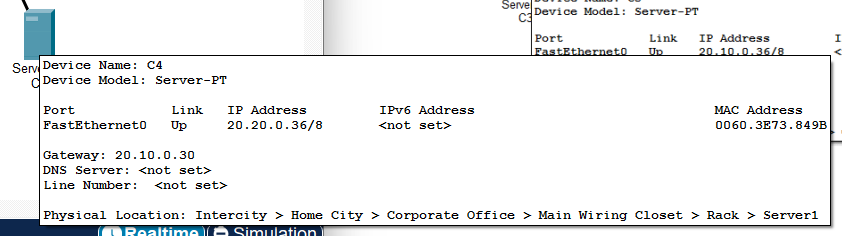 Serve
C3
Device Model: Server-PT
Port Link IP Address I
FastEthernet0 Up 20.10.0.36/8 <
Serv
C
Device Name: C4
Device Model: Server-PT
Port Link IP Address IPv6 Address MAC Address
FastEthernet0 Up 20.20.0.36/8 <not set> 0060.3E73.849B
Gateway: 20.10.0.30
DNS Server: <not set>
Line Number: <not set>
Physical Location: Intercity > Home City > Corporate Office > Main Wiring Closet > Rack > Server1
Realtime Simulation